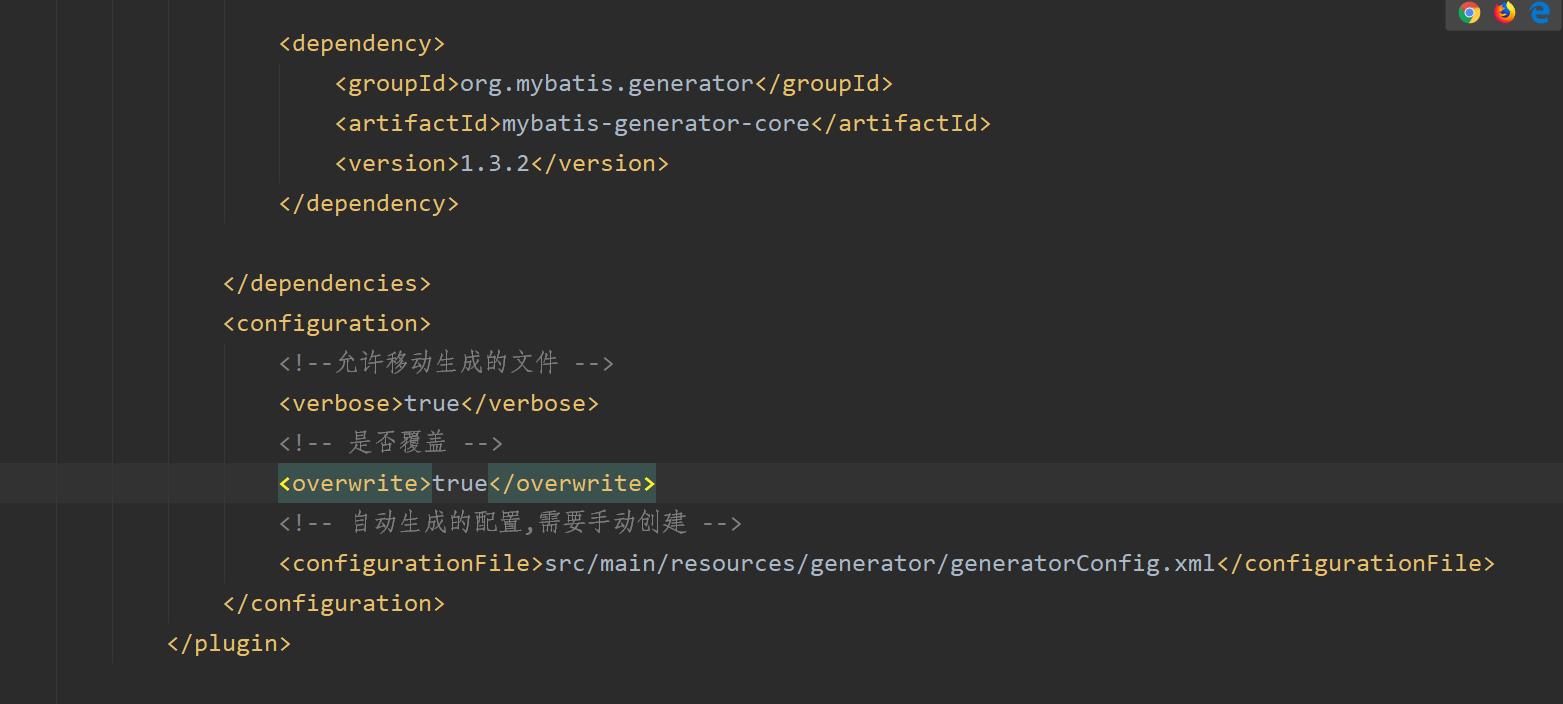 <dependency>
<groupId>org.mybatis.generator</groupId>
<artifactId>mybatis-generator-core</artifactId>
<version>1.3.2</version>
</dependency>
</dependencies>
<configuration>
<!--允许移动生成的文件 -->
<verbose>true</verbose>
<!-- 是否覆盖 -->
<overwrite>true</overwrite>
<!-- 自动生成的配置,需要手动创建 -->
<configurationFile>src/main/resources/generator/generatorConfig.xml</configurationFile>
</configuration>
</plugin>